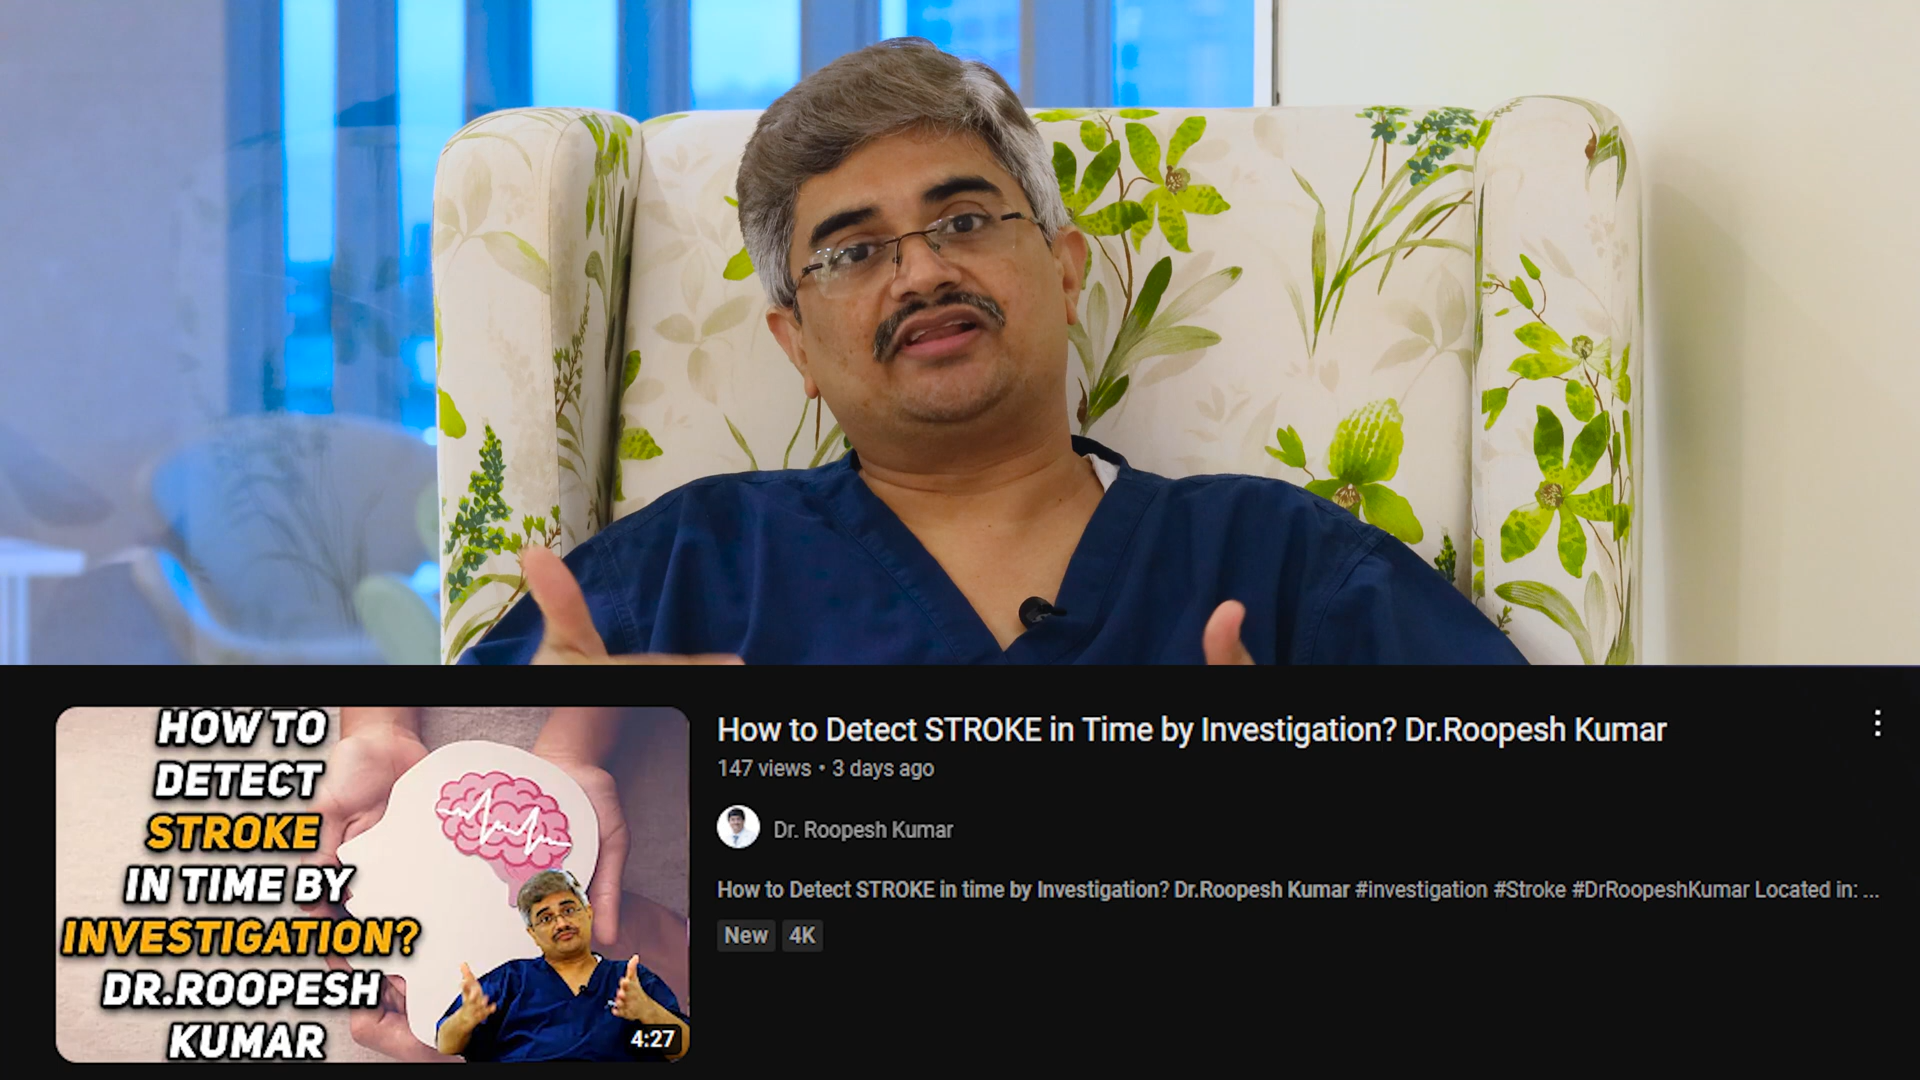 HOW TO
DETECT
STROKE
IN TIME BY
INVESTIGATION?
DR.ROOPESH
KUMAR
4:27
How to Detect STROKE in Time by Investigation? Dr.Roopesh Kumar
147 views • 3 days ago
Dr. Roopesh Kumar
How to Detect STROKE in time by Investigation? Dr.Roopesh Kumar #investigation #Stroke #DrRoopeshKumar Located in: ...
New 4K